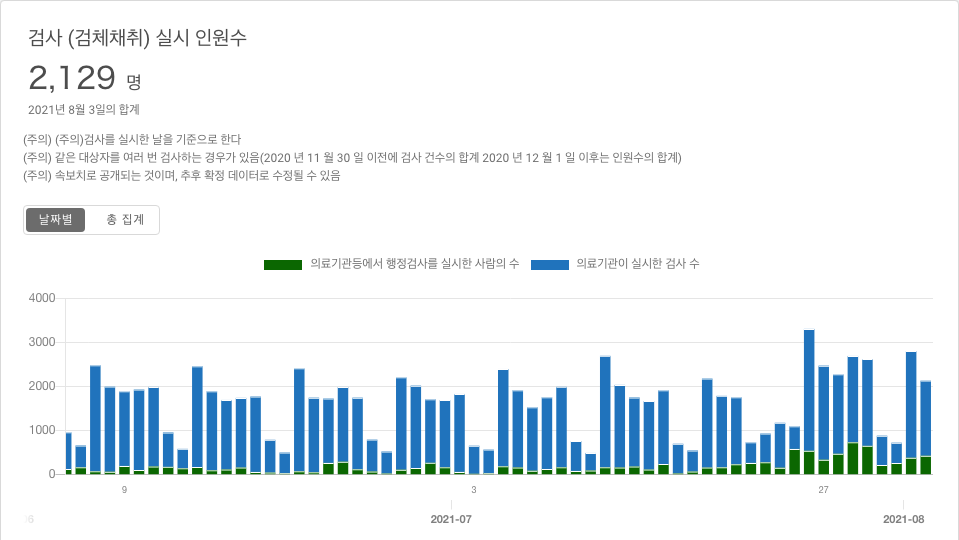 검사 (검체채취) 실시 인원수
2,129 명
2021년 8월 3일의 합계
(주의) (주의)검사를 실시한 날을 기준으로 한다
(주의) 같은 대상자를 여러 번 검사하는 경우가 있음(2020 년 11 월 30 일 이전에 검사 건수의 합계 2020 년 12 월 1 일 이후는 인원수의 합계)
(주의) 속보치로 공개되는 것이며, 추후 확정 데이터로 수정될 수 있음
날짜별 총 집계
의료기관등에서 행정검사를 실시한 사람의 수 의료기관이 실시한 검사 수
4000
3000
2000
1000
0
9 3 27
2021-07 2021-08